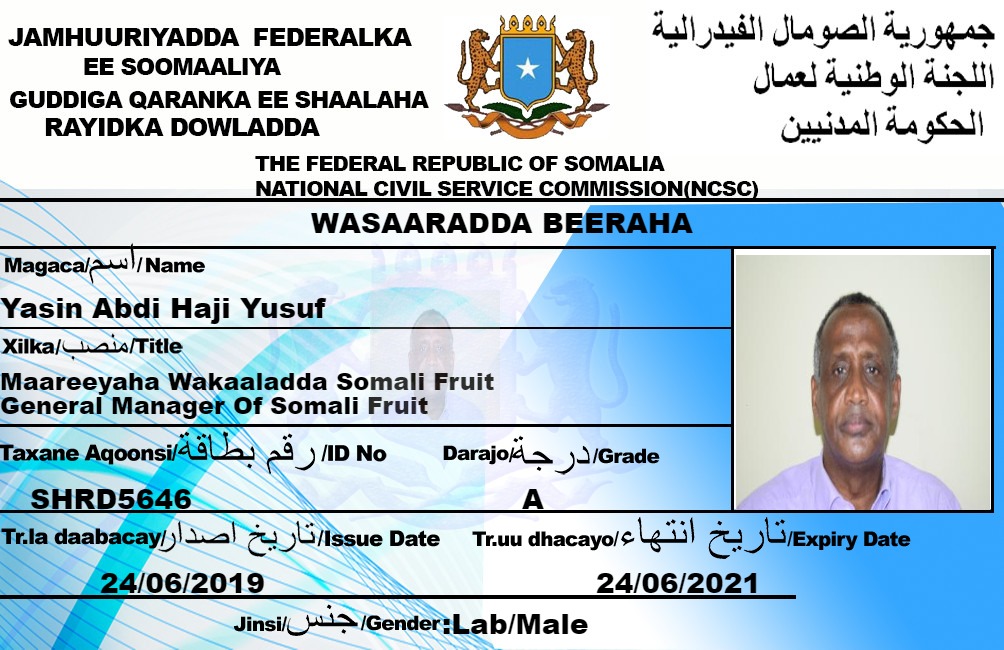 JAMHUURIYADDA FEDERALKA
EE SOOMAALIYA
GUDDIGA QARANKA EE SHAALAHA
RAYIDKA DOWLADDA
جمهورية الصومال الفيدرالية
اللجنة الوطنية لعمال
الحكومة المدنيين
THE FEDERAL REPUBLIC OF SOMALIA
NATIONAL CIVIL SERVICE COMMISSION(NCSC)
WASAARADDA BEERAHA
Magaca/اسم/Name
Yasin Abdi Haji Yusuf
Xilka/منصب/Title
Maareeyaha Wakaaladda Somali Fruit
General Manager Of Somali Fruit
Taxane Aqoonsi/رقم بطاقة/ID No Darajo/درجة/Grade
SHRD5646 A
Tr.la daabacay/تاريخ اصدار/Issue Date Tr.uu dhacayo/تاريخ انتهاء/Expiry Date
24/06/2019 24/06/2021
Jinsi/جنس/Gender:Lab/Male